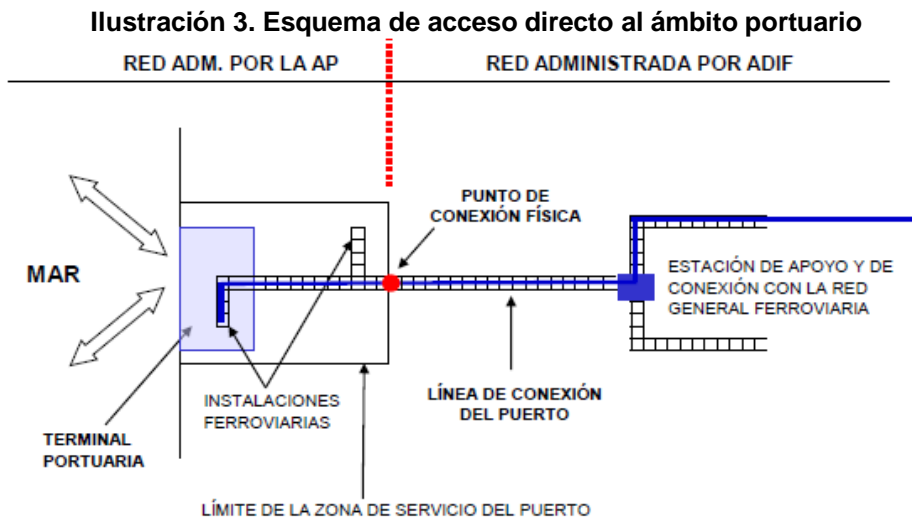 Ilustración 3. Esquema de acceso directo al ámbito portuario
RED ADM. POR LA AP
RED ADMINISTRADA POR ADIF
PUNTO DE
CONEXIÓN FÍSICA
MAR
ESTACIÓN DE APOYO Y DE
CONEXIÓN CON LA RED
GENERAL FERROVIARIA
INSTALACIONES
FERROVIARIAS
LÍNEA DE CONEXIÓN
DEL PUERTO
TERMINAL
PORTUARIA
LÍMITE DE LA ZONA DE SERVICIO DEL PUERTO